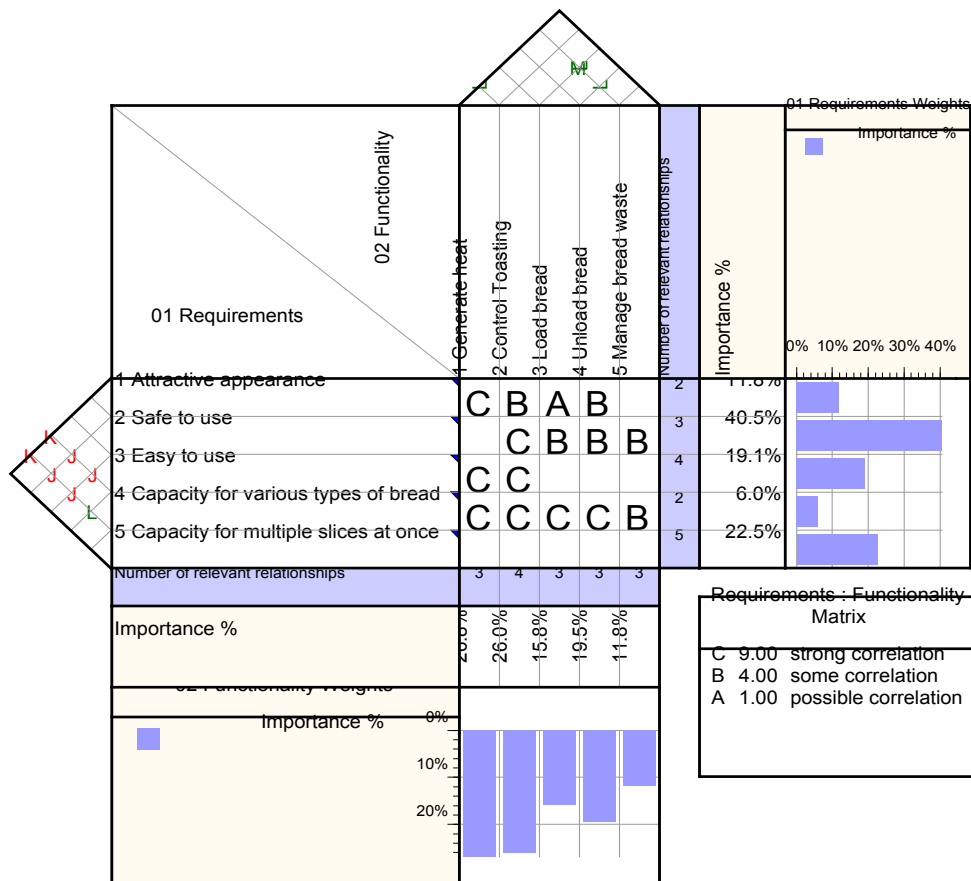 M
L
L
01 Requirements Weights
Importance %
02 Functionality
1 Generate heat
2 Control Toasting
3 Load bread
4 Unload bread
5 Manage bread waste
Number of relevant relationships
Importance %
01 Requirements
0% 10% 20% 30% 40%
1 Attractive appearance C B A B 2
2 Safe to use 3 40.5%
3 Easy to use C B B B 4 19.1%
4 Capacity for various types of bread C C 2 6.0%
5 Capacity for multiple slices at once C C C C B 5 22.5%
K
K J
J J
J
L
Number of relevant relationships 3 4 3 3 3
Importance % 26.0% 15.8% 19.5% 11.8%
02 Functionality Weights
Importance %
0%
10%
20%
Requirements : Functionality
Matrix
C 9.00 strong correlation
B 4.00 some correlation
A 1.00 possible correlation